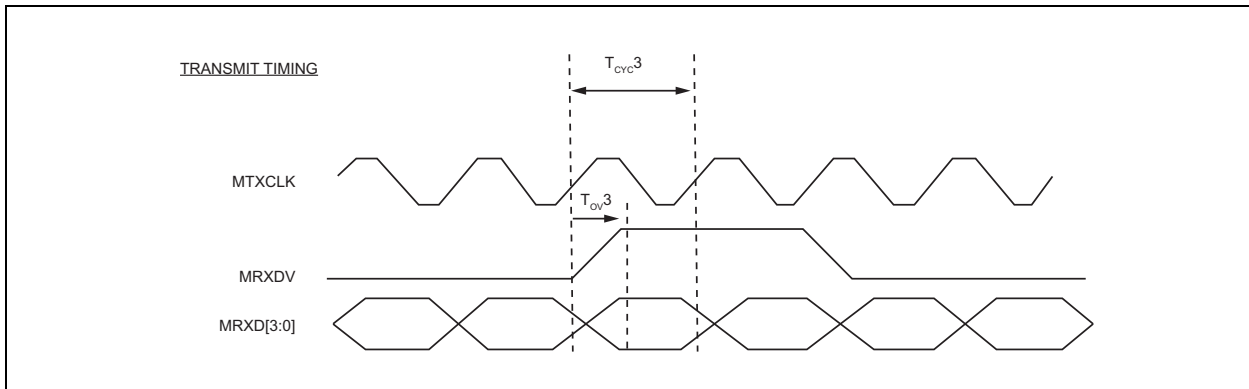 TRANSMIT TIMING
TCYC3
MTXCLK
TOV3
MRXDV
MRXD[3:0]